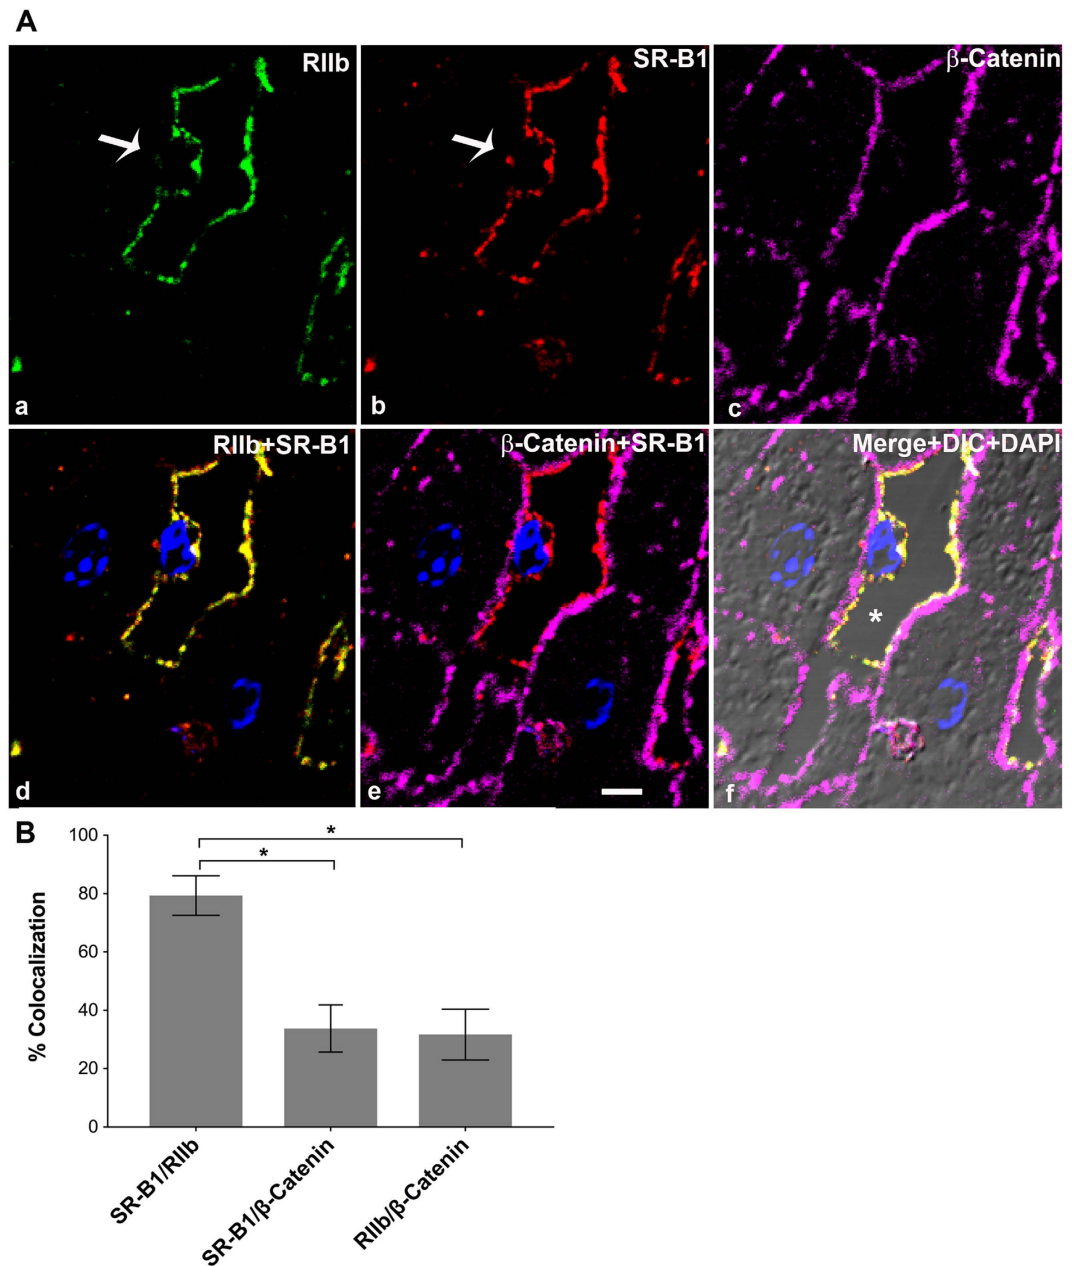 A
RIIb
SR-B1
β-Catenin
a
b
c
RIIb+SR-B1
β-Catenin+SR-B1
Merge+DIC+DAPI
*
d
e
f
B
% Colocalization
100
80
60
40
20
0
*
*
SR-B1/RIIb
SR-B1/β-Catenin
RIIb/β-Catenin